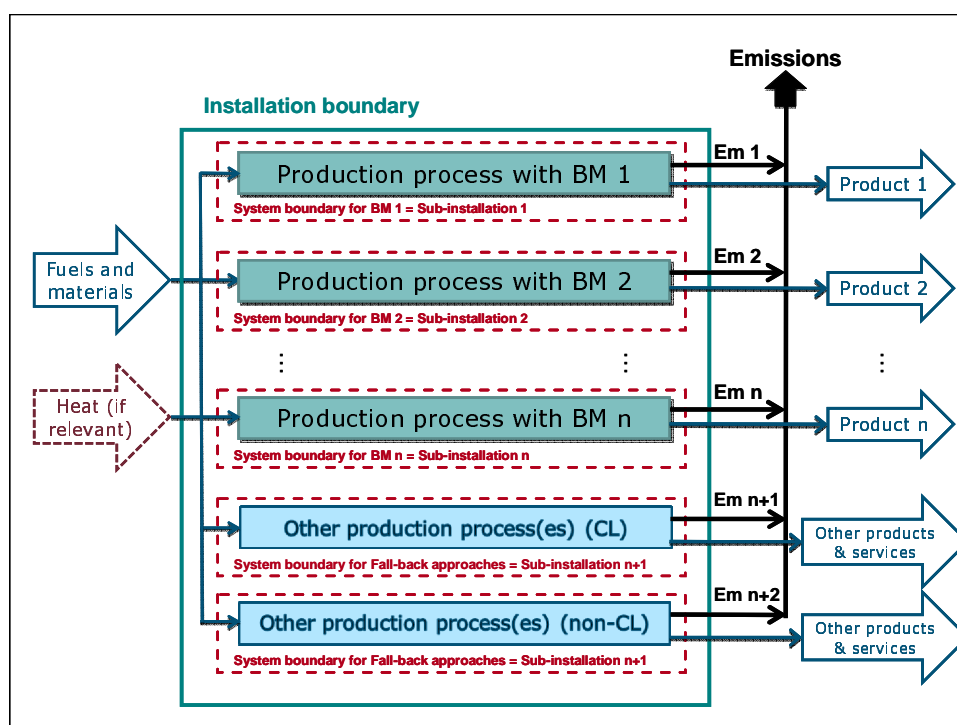 Emissions
Installation boundary
Em 1
Production process with BM 1
Product 1
System boundary for BM 1 = Sub-installation 1
Em 2
Fuels and
materials
Production process with BM 2
Product 2
System boundary for BM 2 = Sub-installation 2
⋮ ⋮ ⋮
Em n
Heat (if
relevant)
Production process with BM n
Product n
System boundary for BM n = Sub-installation n
Em n+1
Other production process(es) (CL)
Other products
& services
System boundary for Fall-back approaches = Sub-installation n+1
Em n+2
Other production process(es) (non-CL)
Other products
& services
System boundary for Fall-back approaches = Sub-installation n+1